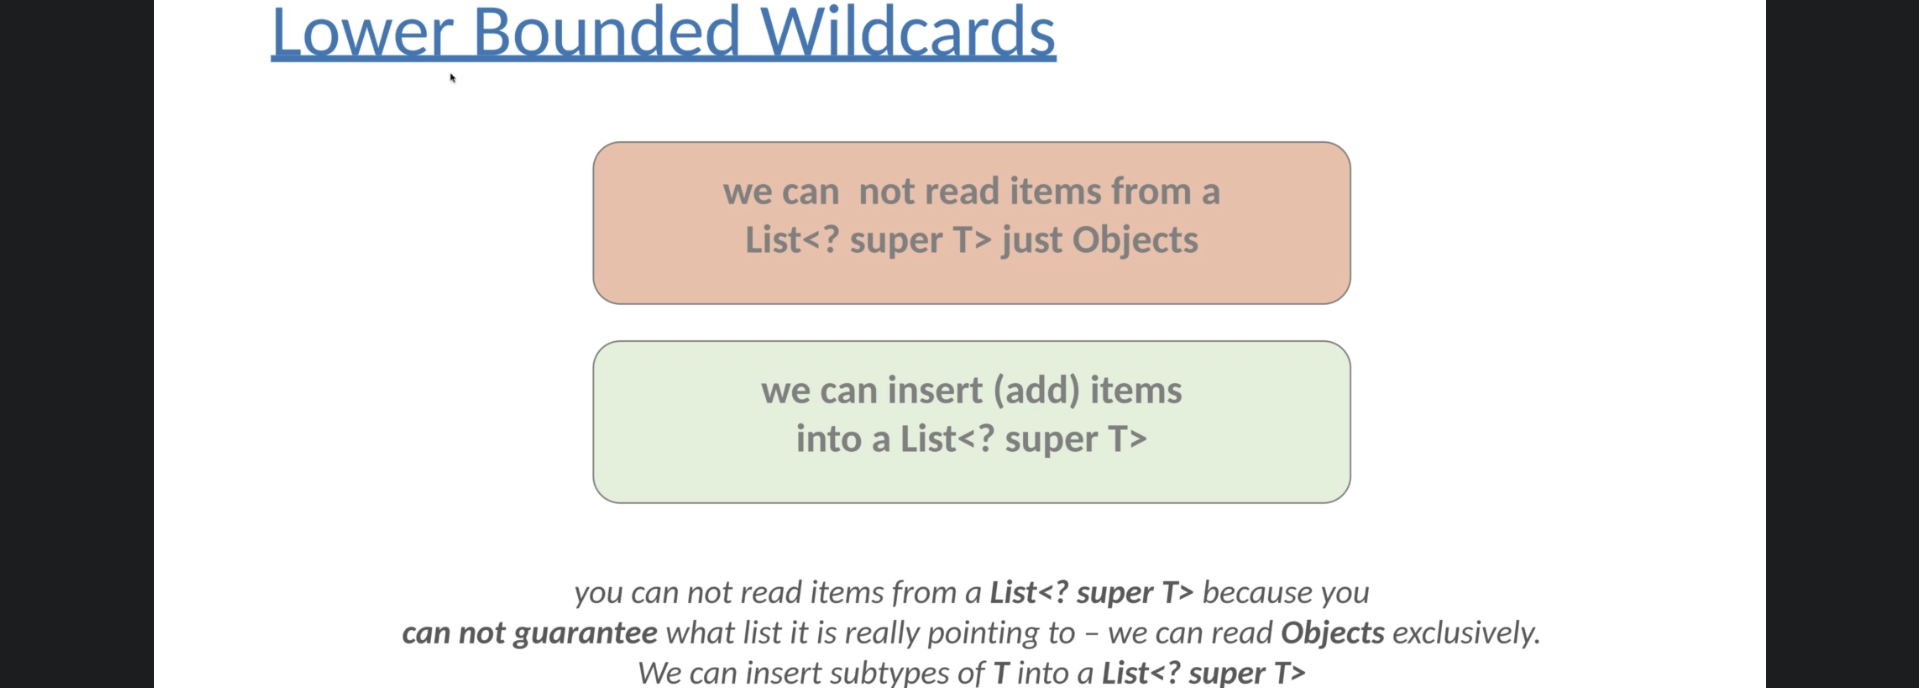 Lower Bounded Wildcards
we can  not read items from a
List<? super T> just Objects
we can insert (add) items
into a List<? super T>
you can not read items from a List<? super T> because you
can not guarantee what list it is really pointing to – we can read Objects exclusively.
We can insert subtypes of T into a List<? super T>